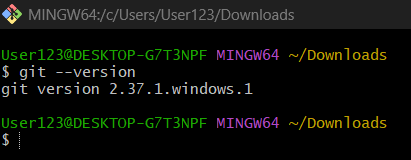 MINGW64:/c/Users/User123/Downloads
User123@DESKTOP-G7T3NPF MINGW64 ~/Downloads
$ git --version
git version 2.37.1.windows.1
User123@DESKTOP-G7T3NPF MINGW64 ~/Downloads
$